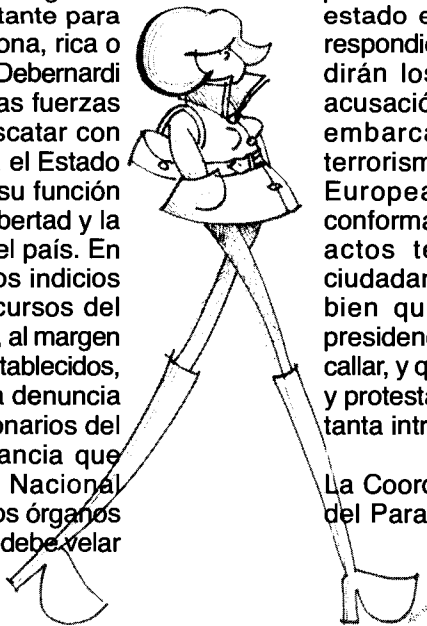 tante para
ona, rica o
Debernardi
as fuerzas
scatar con
el Estado
su función
bertad y la
el país. En
os indicios
cursos del
, al margen
tablecidos,
a denuncia
onarios del
ancia que
Nacional
os órganos
debe velar
estado e
respondie
dirán los
acusació
embarca
terrorism
Europea
conforma
actos te
ciudadar
bien qu
presidenc
callar, y q
y protesta
tanta intr
La Coord
del Para